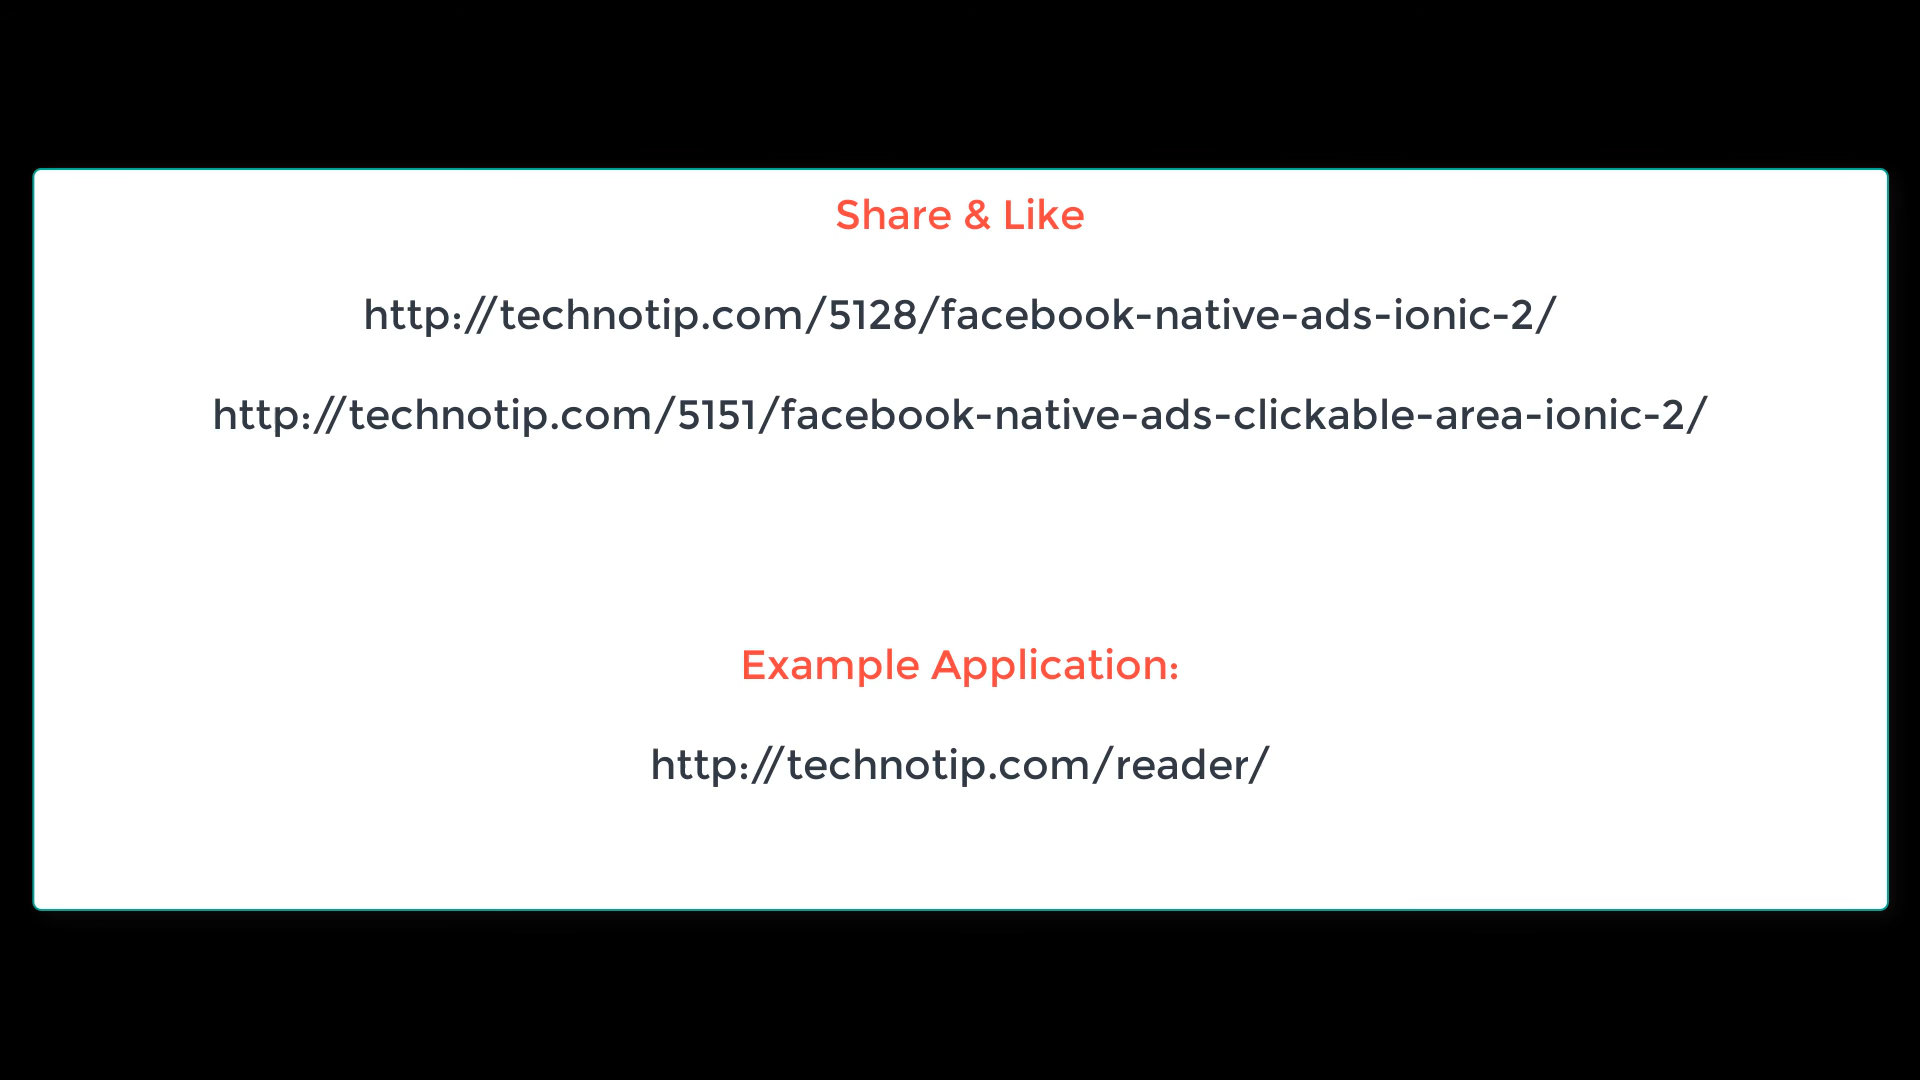 Share & Like
http://technotip.com/5128/facebook-native-ads-ionic-2/
http://technotip.com/5151/facebook-native-ads-clickable-area-ionic-2/
Example Application:
http://technotip.com/reader/